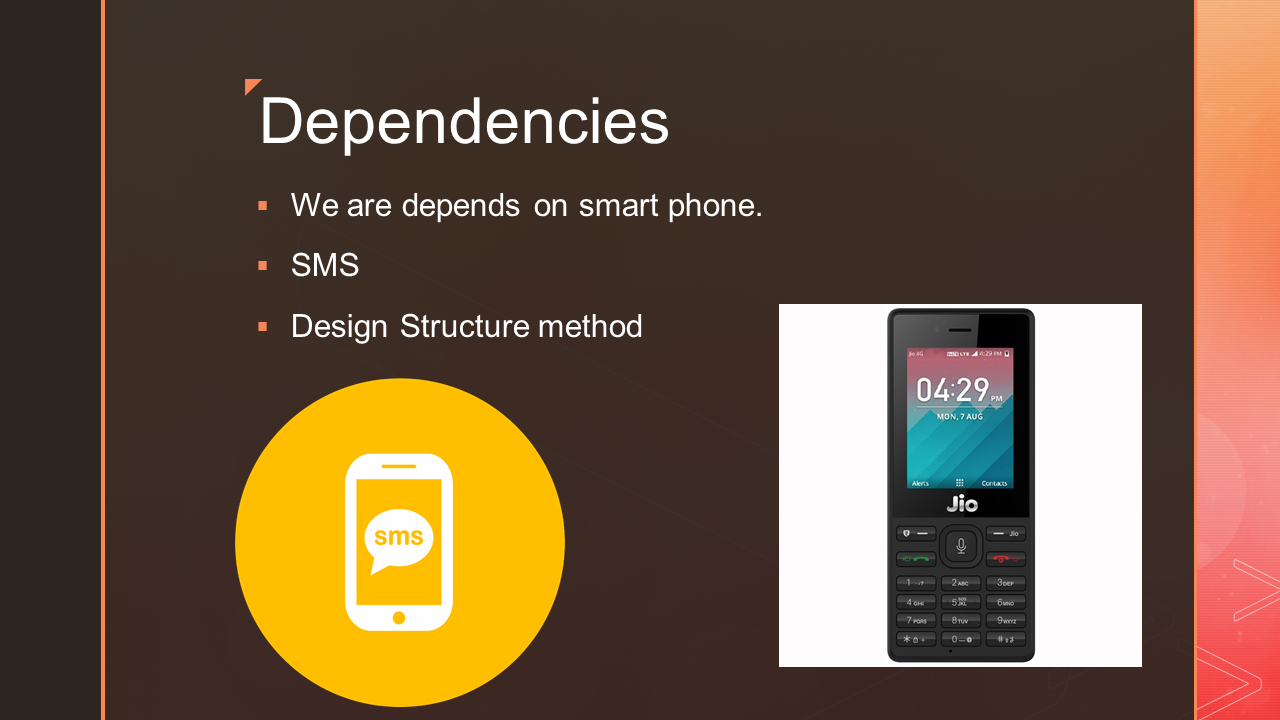 Dependencies
We are depends on smart phone.
SMS
Design Structure method
sms
Jio 4G LTE 4:29 PM
04:29 PM
MON, 7 AUG
Alerts Contacts
Jio
Jio
1
2 ABC
3 DEF
4 GHI
5 JKL
6 MNO
7 PQRS
8 TUV
9 WXYZ
* 0 #